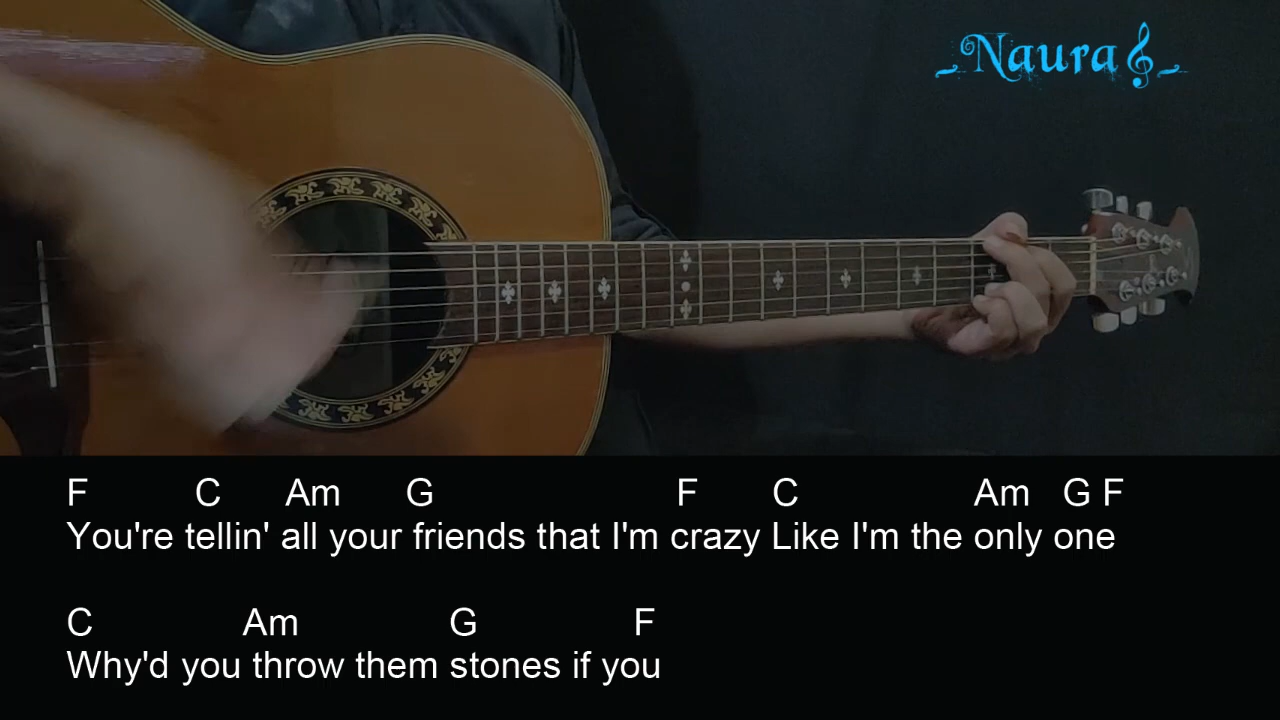 Naura
F C Am G F C Am G F
You're tellin' all your friends that I'm crazy Like I'm the only one
C Am G F
Why'd you throw them stones if you